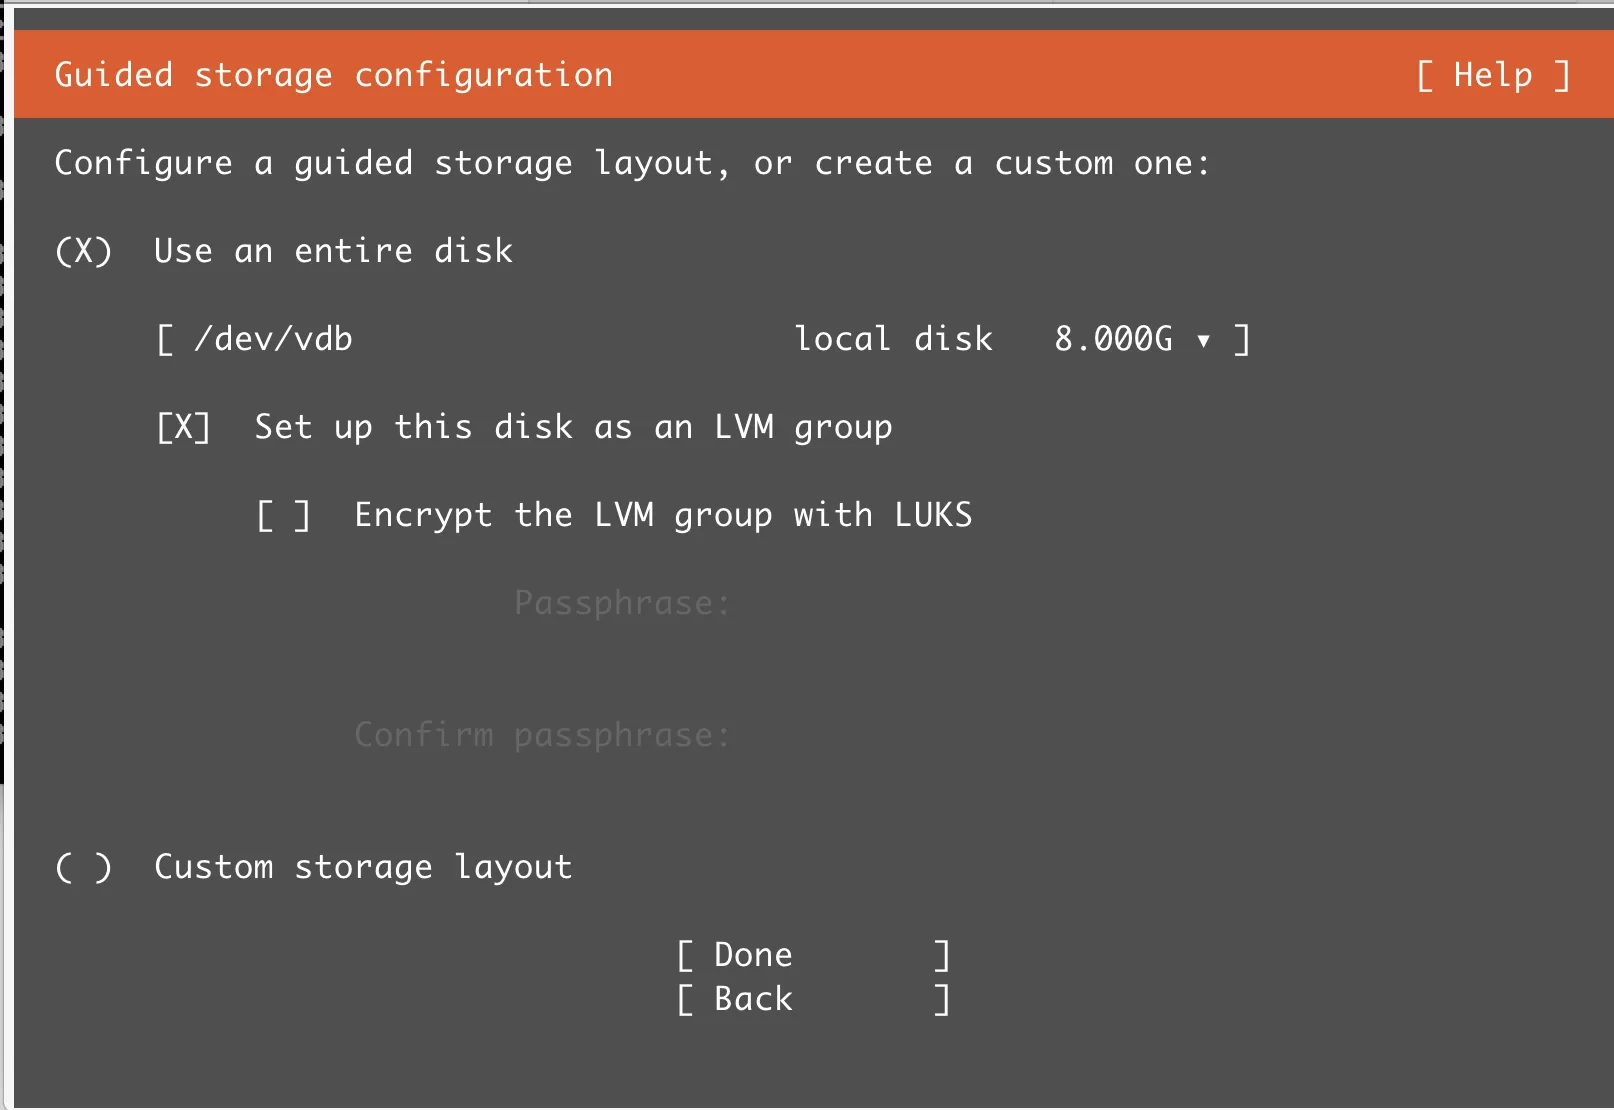 Guided storage configuration [ Help ]
Configure a guided storage layout, or create a custom one:
(X) Use an entire disk
[ /dev/vdb local disk 8.000G ▾ ]
[X] Set up this disk as an LVM group
[ ] Encrypt the LVM group with LUKS
Passphrase:
Confirm passphrase:
( ) Custom storage layout
[ Done ]
[ Back ]